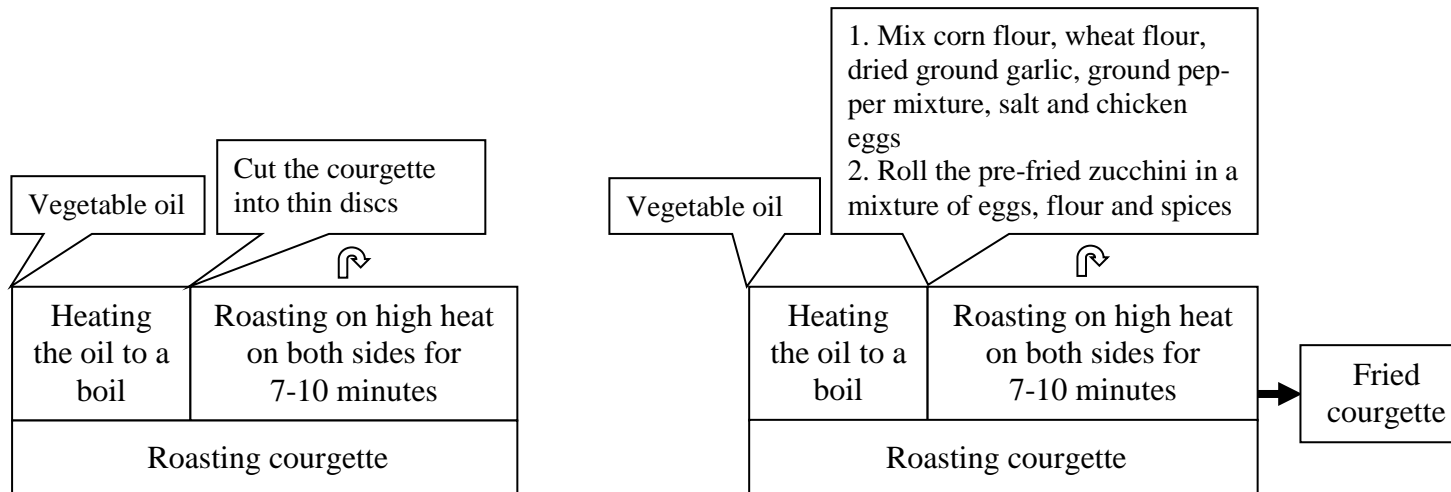 Vegetable oil
Cut the courgette
into thin discs
Heating
the oil to a
boil
Roasting on high heat
on both sides for
7-10 minutes
Roasting courgette
Vegetable oil
1. Mix corn flour, wheat flour,
dried ground garlic, ground pep-
per mixture, salt and chicken
eggs
2. Roll the pre-fried zucchini in a
mixture of eggs, flour and spices
Heating
the oil to a
boil
Roasting on high heat
on both sides for
7-10 minutes
Roasting courgette
Fried
courgette